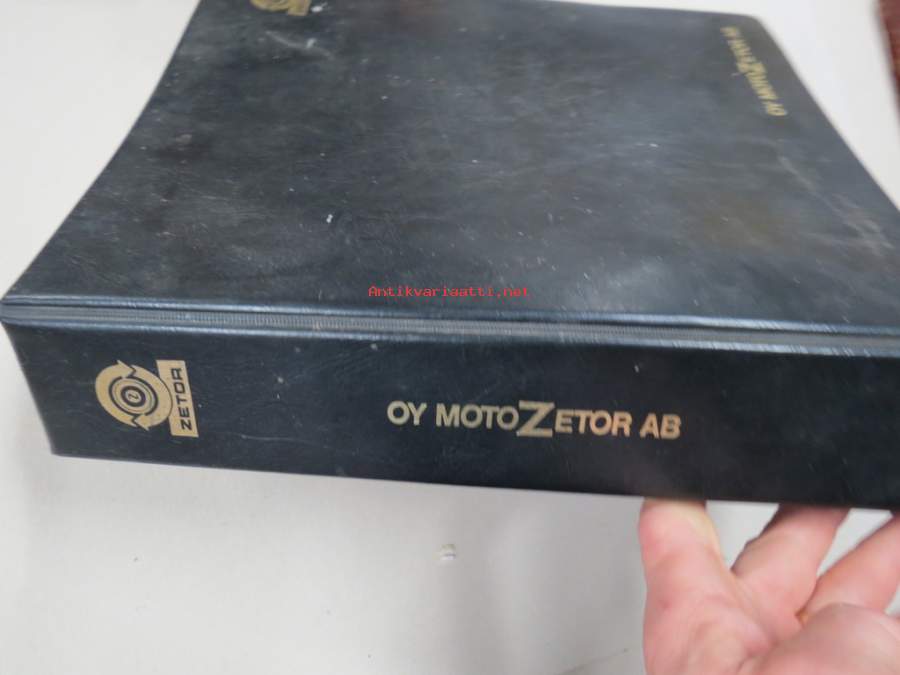 OY MOTOZETOR AB
Antikvariaatti.net
Z
ZETOR
OY MOTOZETOR AB